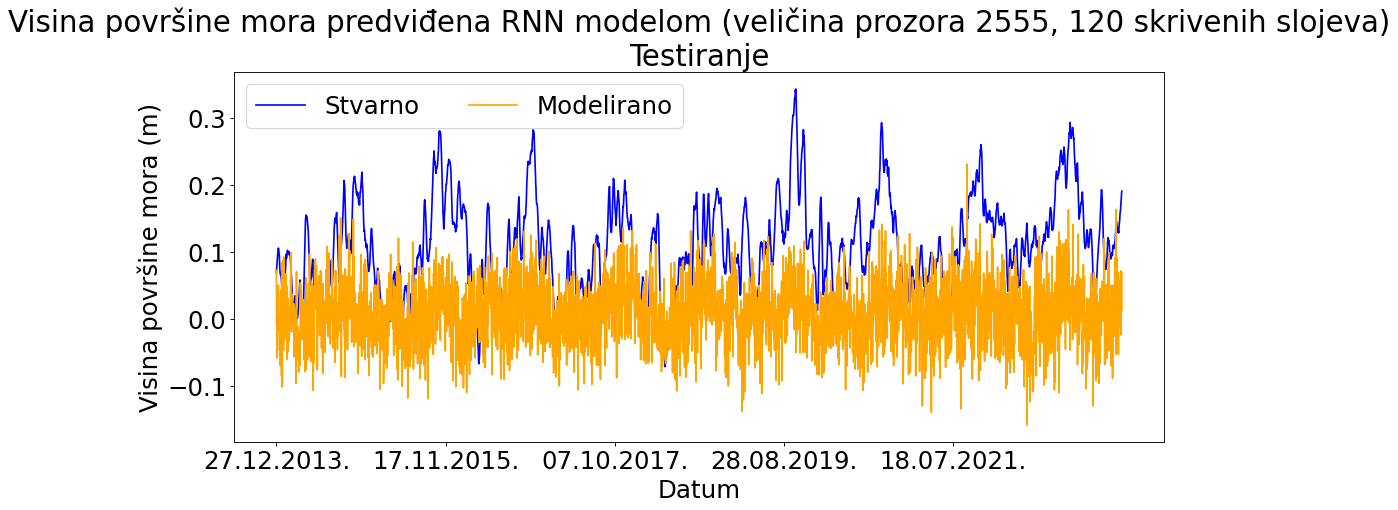 Visina površine mora predviđena RNN modelom (veličina prozora 2555, 120 skrivenih slojeva)
Testiranje
Stvarno Modelirano
Visina površine mora (m)
0.3
0.2
0.1
0.0
−0.1
27.12.2013. 17.11.2015. 07.10.2017. 28.08.2019. 18.07.2021.
Datum